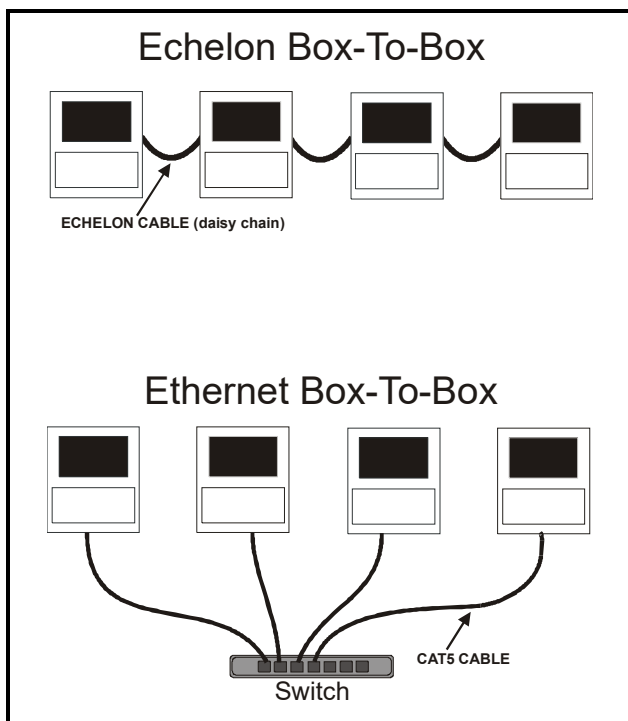 Echelon Box-To-Box
ECHELON CABLE (daisy chain)
Ethernet Box-To-Box
CAT5 CABLE
Switch